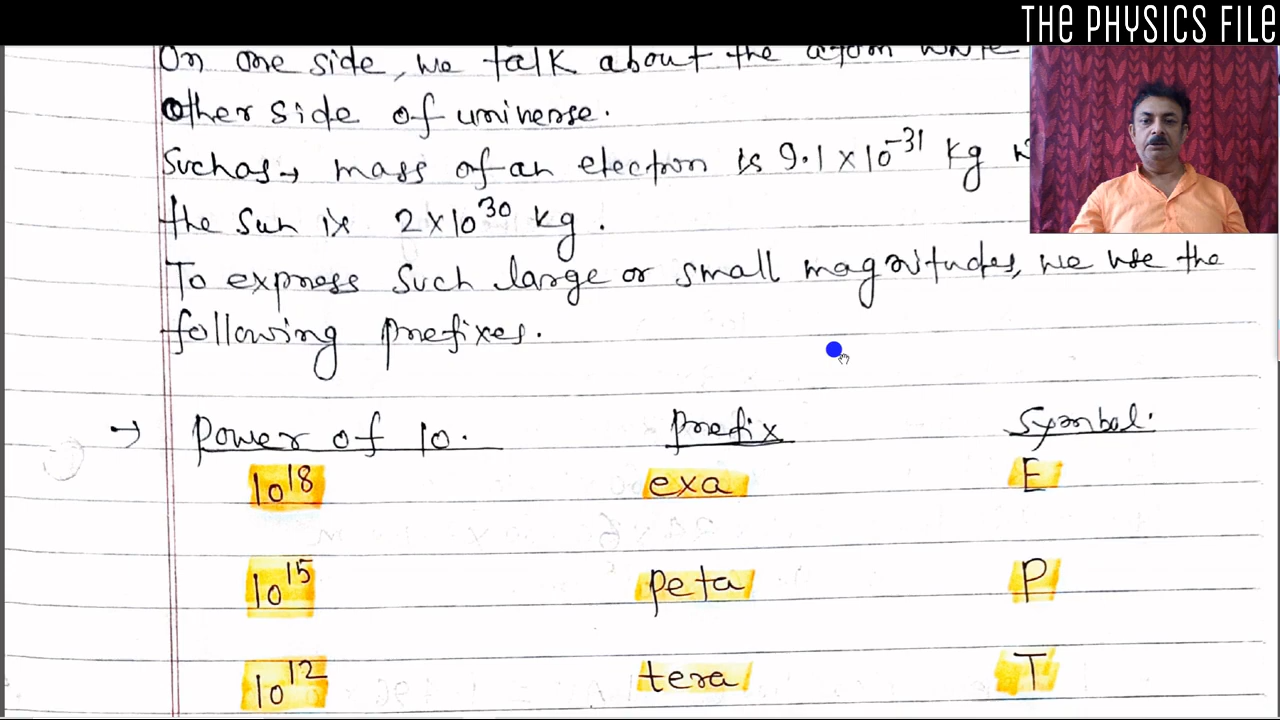 THE PHYSICS FILE
On one side, we talk about the atom while
Other side of universe.
Such as → mass of an electron is 9.1 × 10⁻³¹ kg
the Sun is 2 × 10³⁰ kg.
To express such large or small magnitudes, we use the
following prefixes.
→ Power of 10. Prefix Symbol.
10¹⁸ exa E
10¹⁵ peta P
10¹² tera T